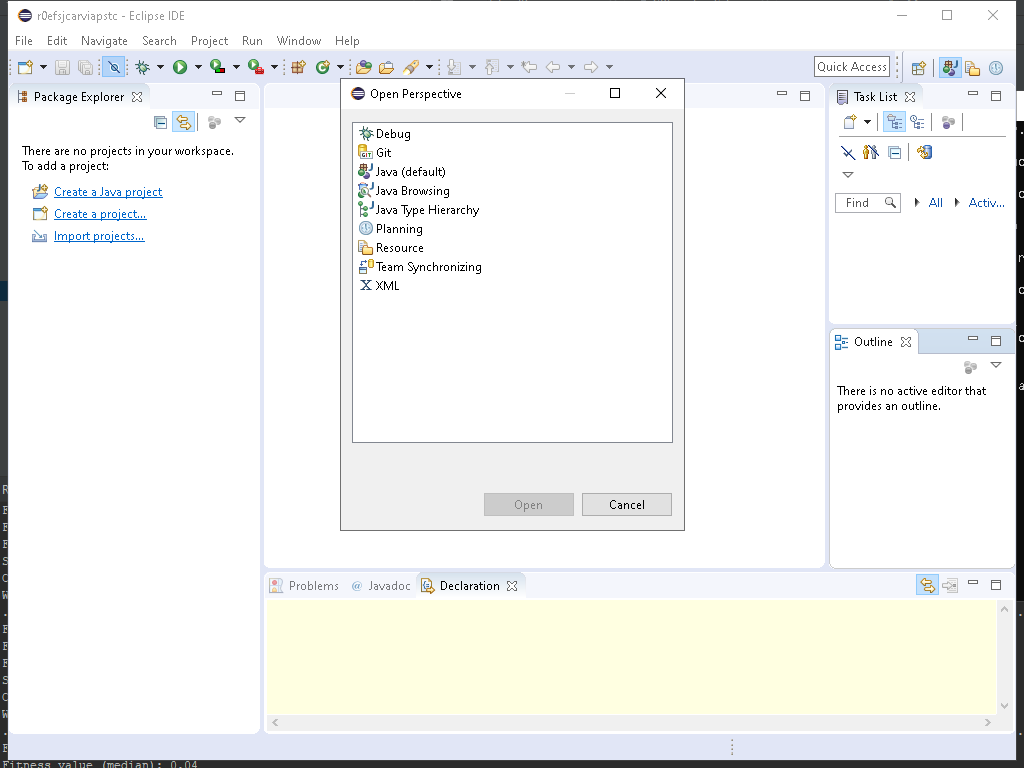 r0efsjcarviapstc - Eclipse IDE
File Edit Navigate Search Project Run Window Help
Quick Access
Package Explorer
There are no projects in your workspace.
To add a project:
Create a Java project
Create a project...
Import projects...
Open Perspective
Debug
GIT Git
Java (default)
Java Browsing
Java Type Hierarchy
Planning
Resource
Team Synchronizing
XML
Open Cancel
Task List
Find All Activ...
Outline
There is no active editor that
provides an outline.
Problems @ Javadoc Declaration
Fitness value (median): 0.04